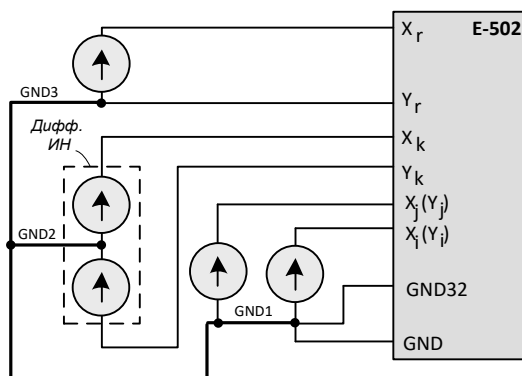 X r E-502
GND3 Y r
Дифф. X k
ИН
Y k
X j (Y j)
GND2 X i (Y i)
GND32
GND1
GND